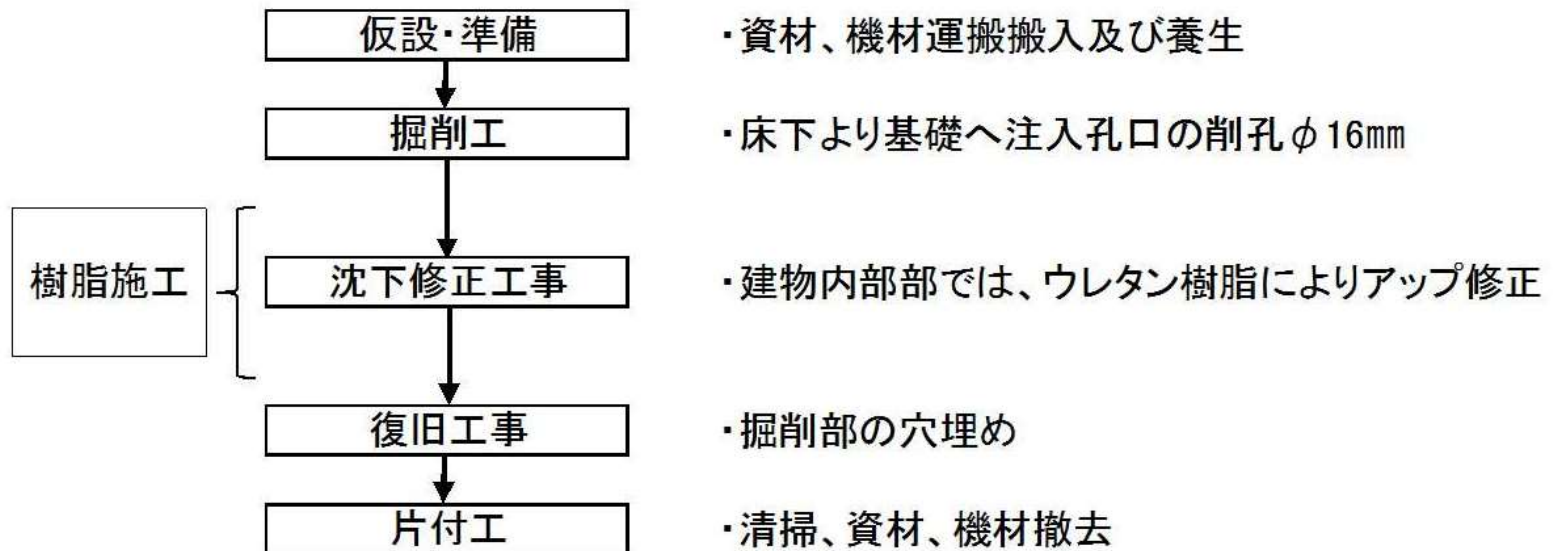 仮設・準備
・資材、機材運搬搬入及び養生
掘削工
・床下より基礎へ注入孔口の削孔φ16㎜
樹脂施工
沈下修正工事
・建物内部部では、ウレタン樹脂によりアップ修正
復旧工事
・掘削部の穴埋め
片付工
・清掃、資材、機材撤去